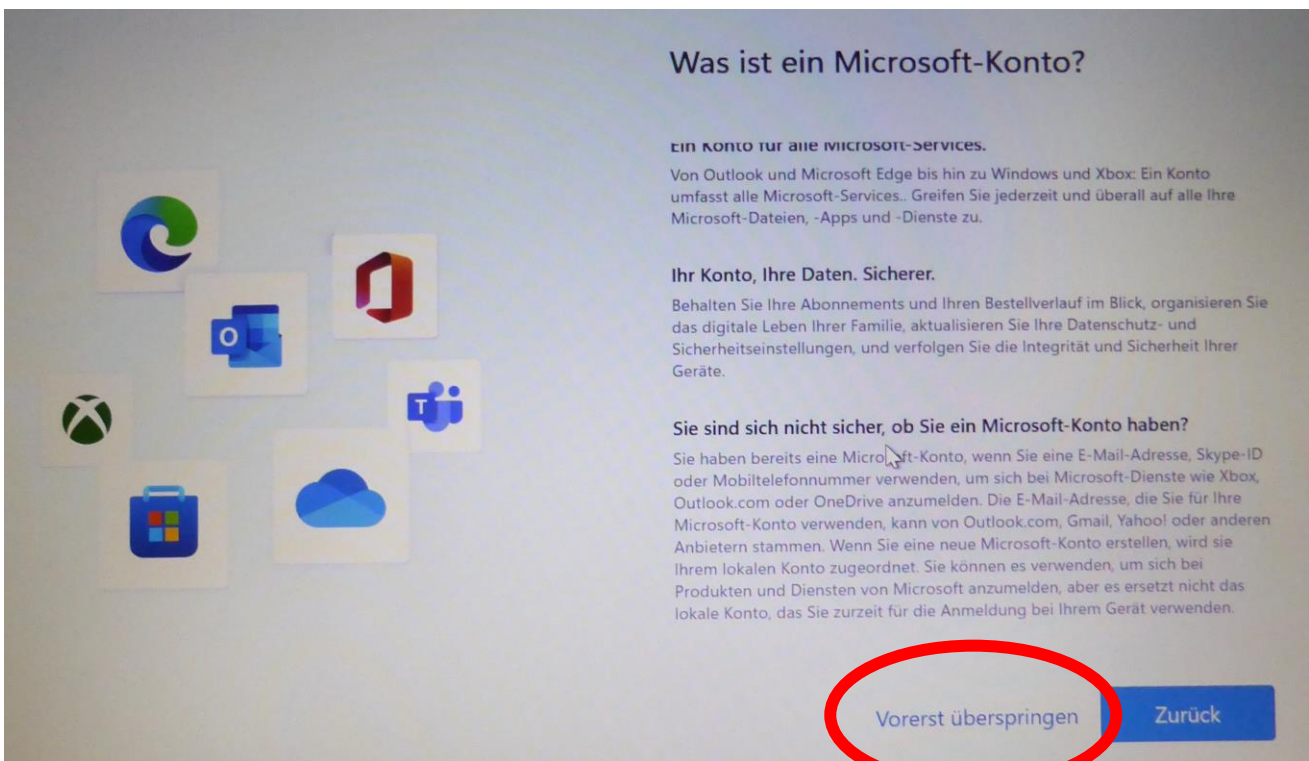 Was ist ein Microsoft-Konto?
Ein Konto für alle Microsoft-Services.
Von Outlook und Microsoft Edge bis hin zu Windows und Xbox: Ein Konto
umfasst alle Microsoft-Services.. Greifen Sie jederzeit und überall auf alle Ihre
Microsoft-Dateien, -Apps und -Dienste zu.
Ihr Konto, Ihre Daten. Sicherer.
Behalten Sie Ihre Abonnements und Ihren Bestellverlauf im Blick, organisieren Sie
das digitale Leben Ihrer Familie, aktualisieren Sie Ihre Datenschutz- und
Sicherheitseinstellungen, und verfolgen Sie die Integrität und Sicherheit Ihrer
Geräte.
Sie sind sich nicht sicher, ob Sie ein Microsoft-Konto haben?
Sie haben bereits eine Microsoft-Konto, wenn Sie eine E-Mail-Adresse, Skype-ID
oder Mobiltelefonnummer verwenden, um sich bei Microsoft-Dienste wie Xbox,
Outlook.com oder OneDrive anzumelden. Die E-Mail-Adresse, die Sie für Ihre
Microsoft-Konto verwenden, kann von Outlook.com, Gmail, Yahoo! oder anderen
Anbietern stammen. Wenn Sie eine neue Microsoft-Konto erstellen, wird sie
Ihrem lokalen Konto zugeordnet. Sie können es verwenden, um sich bei
Produkten und Diensten von Microsoft anzumelden, aber es ersetzt nicht das
lokale Konto, das Sie zurzeit für die Anmeldung bei Ihrem Gerät verwenden.
O
T
Vorerst überspringen
Zurück